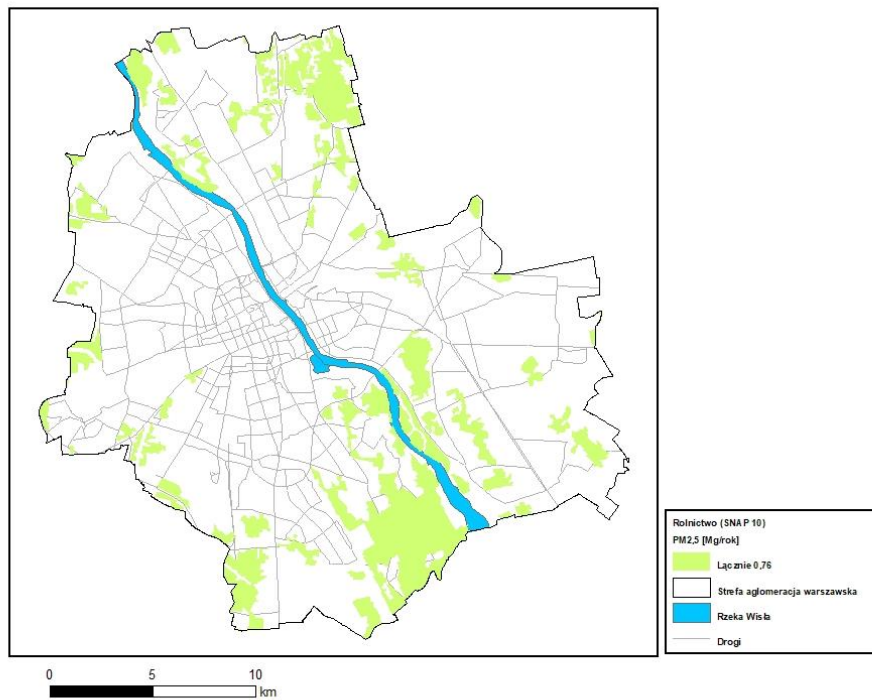 Rolnictwo (SNAP 10)
PM2,5 [Mg/rok]
Łącznie 0,76
Strefa aglomeracja warszawska
Rzeka Wisła
Drogi
0 5 10
km